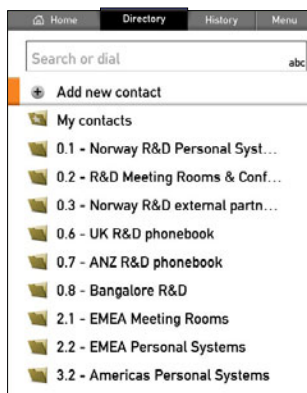 Home Directory History Menu
Search or dial abc
Add new contact
My contacts
0.1 - Norway R&D Personal Syst...
0.2 - R&D Meeting Rooms & Conf...
0.3 - Norway R&D external partn...
0.6 - UK R&D phonebook
0.7 - ANZ R&D phonebook
0.8 - Bangalore R&D
2.1 - EMEA Meeting Rooms
2.2 - EMEA Personal Systems
3.2 - Americas Personal Systems